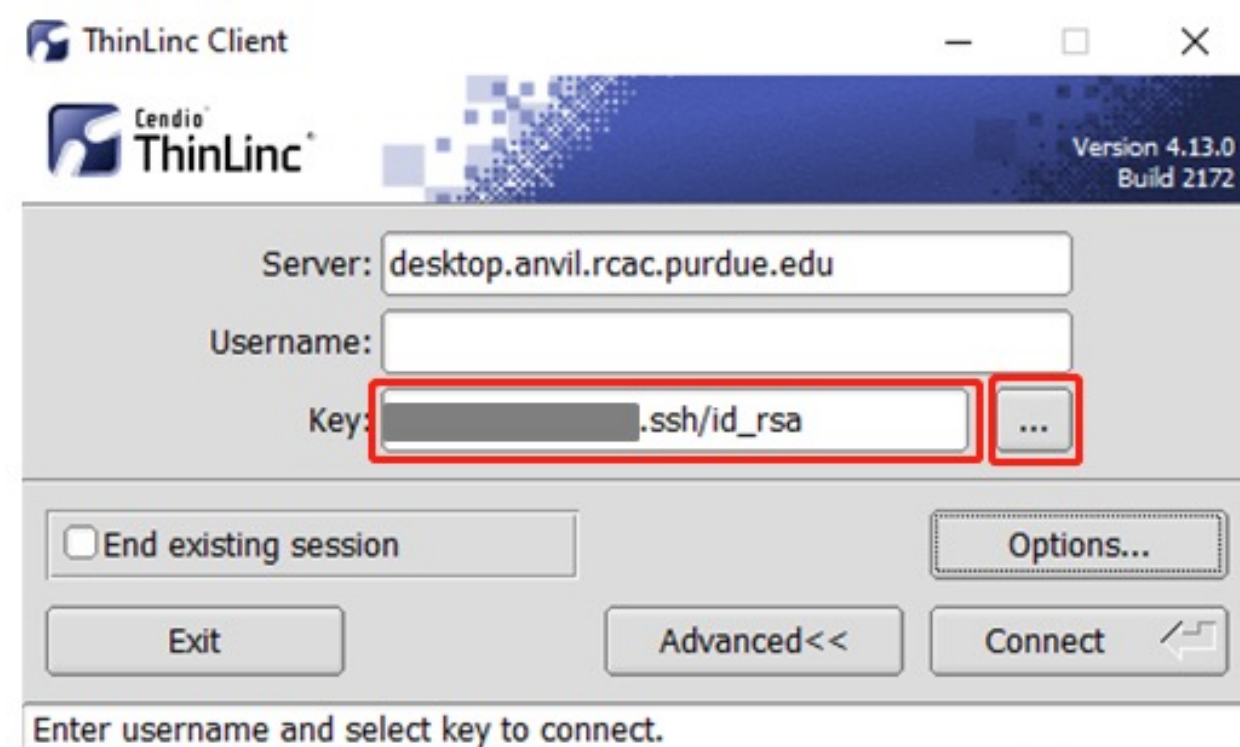 ThinLinc Client
Cendio
ThinLinc
Version 4.13.0
Build 2172
Server: desktop.anvil.rcac.purdue.edu
Username:
Key: .ssh/id_rsa ...
End existing session
Options...
Exit
Advanced<<
Connect
Enter username and select key to connect.